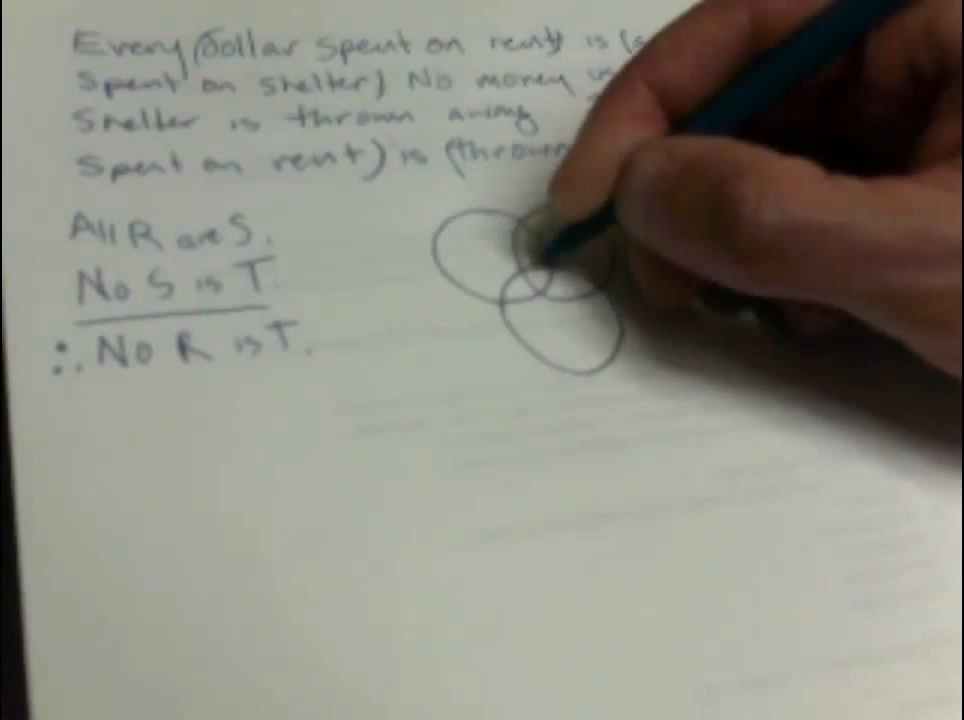 Every Dollar spent on rent is
spent on shelter) No money
shelter is thrown away
spent on rent) is (thrown
All R are S.
No S is T.
∴ No R is T.